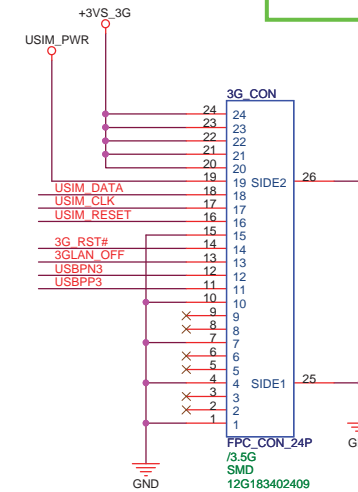 +3VS_3G
USIM_PWR
3G_CON
24 24
23 23
22 22
21 21
20 20
19 19 SIDE2 26
USIM_DATA 18 18
USIM_CLK 17 17
USIM_RESET 16 16
15 15
3G_RST# 14 14
3GLAN_OFF 13 13
USBPN3 12 12
USBPP3 11 11
10 10
9 9
8 8
7 7
6 6
5 5
4 4 SIDE1 25
3 3
2 2
1 1
FPC_CON_24P
/3.5G
SMD
12G183402409
GND
G